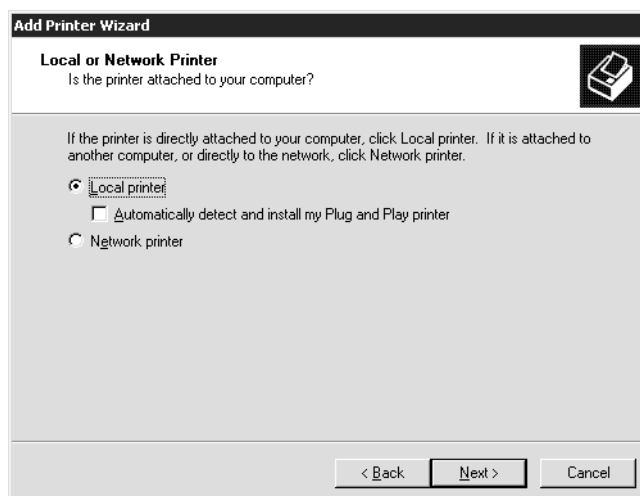 Add Printer Wizard
Local or Network Printer
Is the printer attached to your computer?
If the printer is directly attached to your computer, click Local printer.  If it is attached to
another computer, or directly to the network, click Network printer.
Local printer
Automatically detect and install my Plug and Play printer
Network printer
< Back
Next >
Cancel